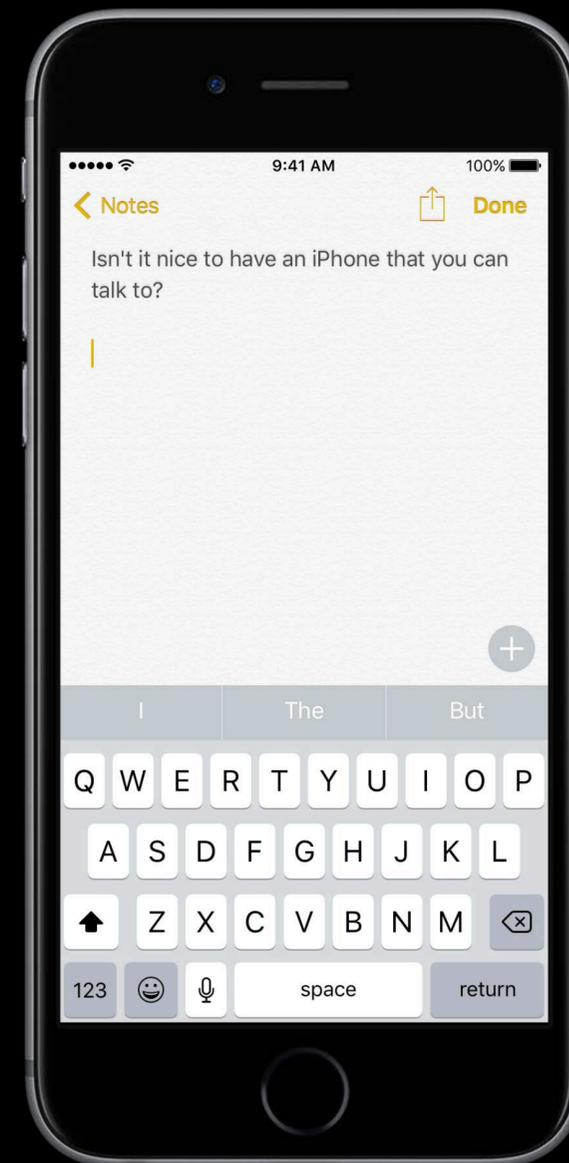 9:41 AM
100%
Notes
Done
Isn't it nice to have an iPhone that you can
talk to?
I The But
Q W E R T Y U I O P
A S D F G H J K L
Z X C V B N M
123 space return